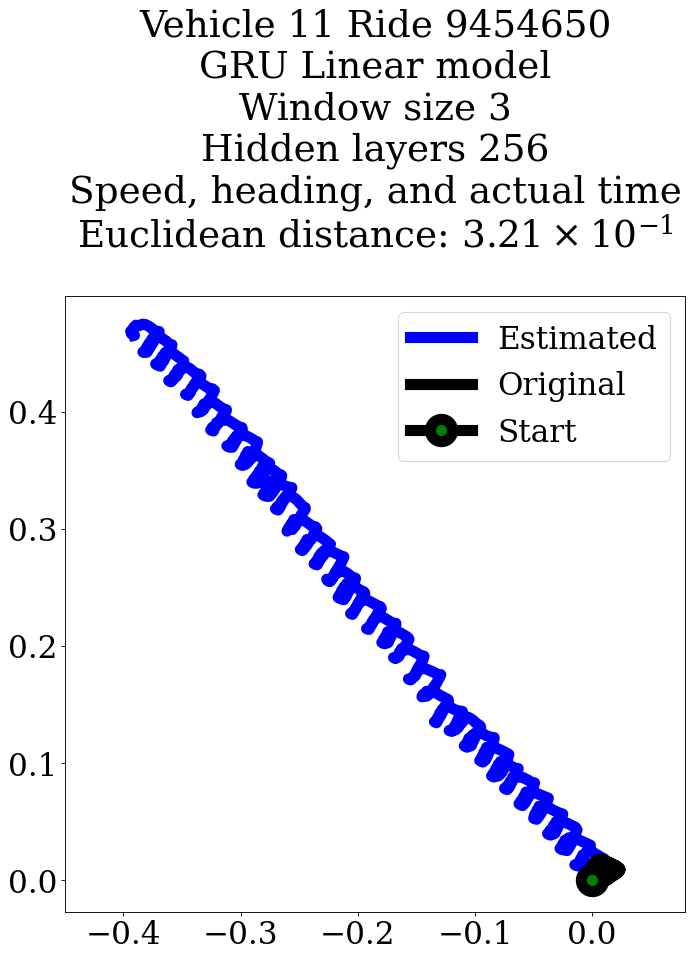 Vehicle 11 Ride 9454650
GRU Linear model
Window size 3
Hidden layers 256
Speed, heading, and actual time
Euclidean distance: 3.21 × 10⁻¹
Estimated
Original
Start
0.4
0.3
0.2
0.1
0.0
−0.4
−0.3
−0.2
−0.1
0.0